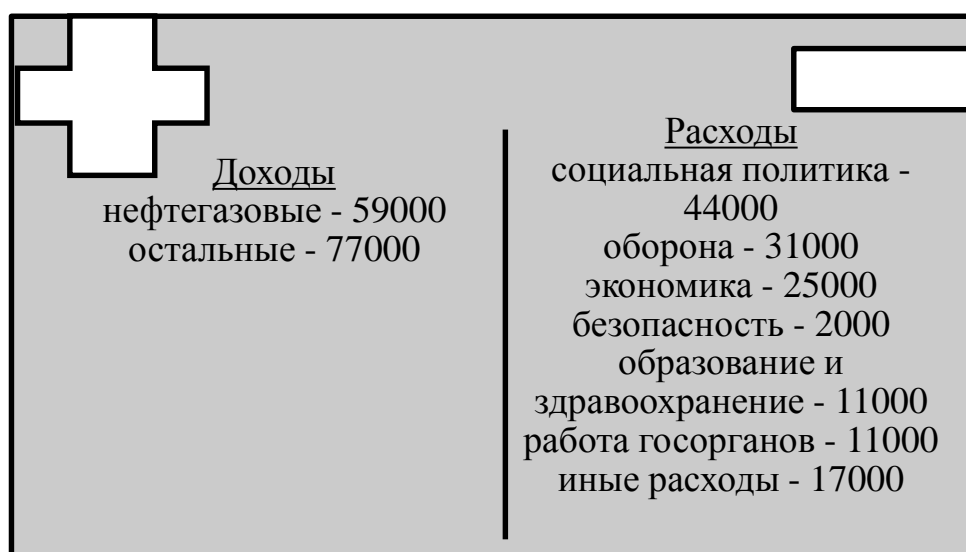 Доходы
нефтегазовые - 59000
остальные - 77000
Расходы
социальная политика -
44000
оборона - 31000
экономика - 25000
безопасность - 2000
образование и
здравоохранение - 11000
работа госорганов - 11000
иные расходы - 17000